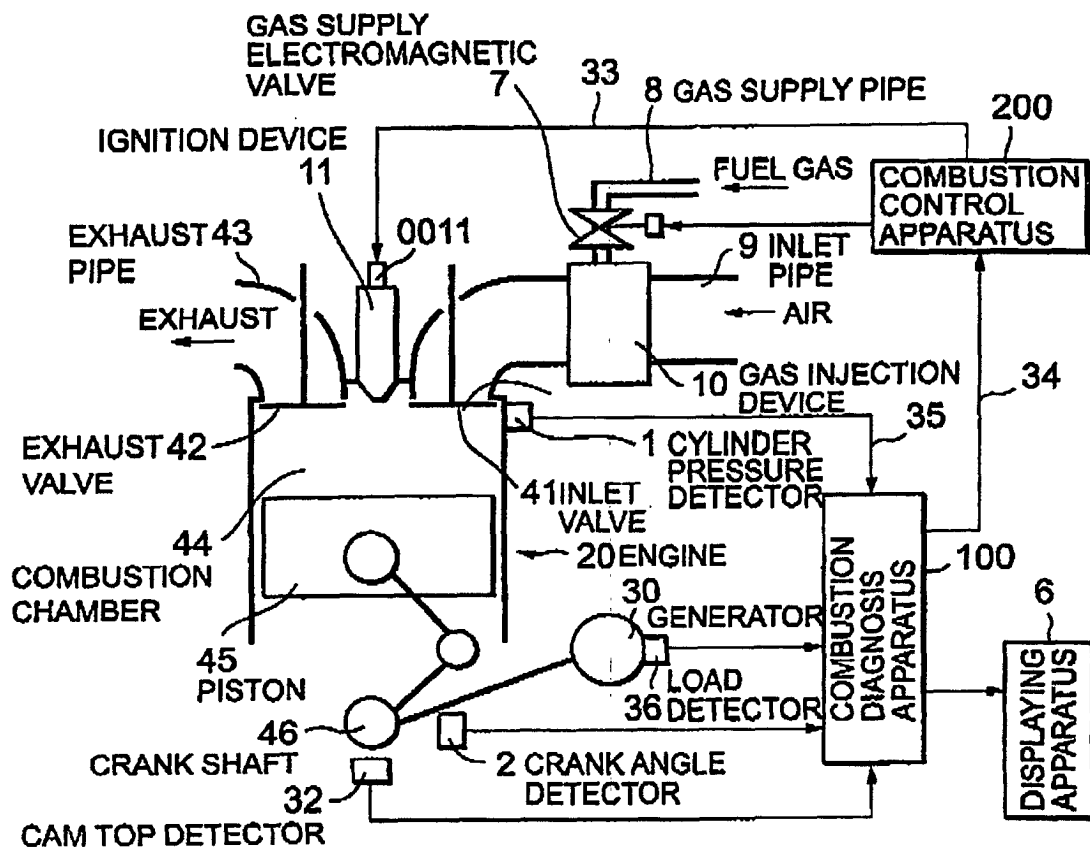 GAS SUPPLY
ELECTROMAGNETIC
VALVE
7
33
8 GAS SUPPLY PIPE
200
IGNITION DEVICE
11
FUEL GAS
COMBUSTION
CONTROL
APPARATUS
EXHAUST 43
PIPE
0011
9 INLET
PIPE
EXHAUST
AIR
10
GAS INJECTION
DEVICE
34
35
EXHAUST 42
VALVE
1 CYLINDER
PRESSURE
DETECTOR
41 INLET
VALVE
44
COMBUSTION
CHAMBER
20 ENGINE
100
COMBUSTION
DIAGNOSIS
APPARATUS
30
GENERATOR
6
DISPLAYING
APPARATUS
45
PISTON
36
LOAD
DETECTOR
46
CRANK SHAFT
2 CRANK ANGLE
DETECTOR
32
CAM TOP DETECTOR